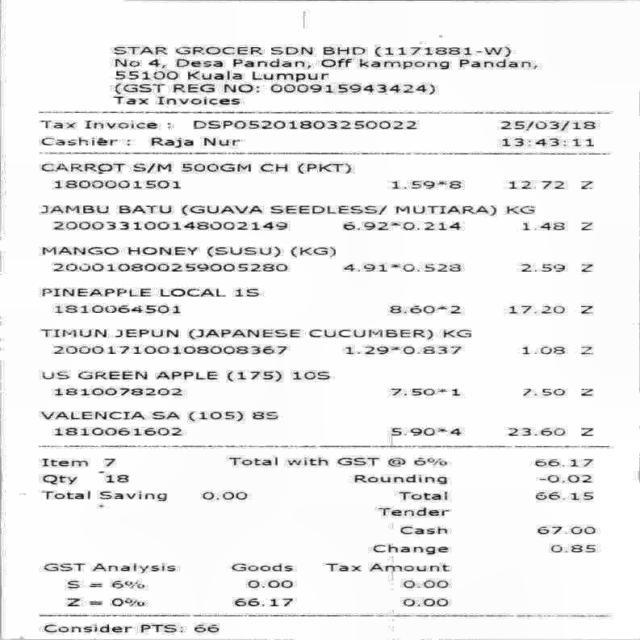 STAR GROCER SDN BHD (1171881-W)
No 4, Desa Pandan, Off kampong Pandan,
55100 Kuala Lumpur
(GST REG NO: 000915943424)
Tax Invoices
Tax Invoice : DSP05201803250022 25/03/18
Cashier : Raja Nur 13:43:11
CARROT S/M 500GM CH (PKT)
1800001501 1.59*8 12.72 Z
JAMBU BATU (GUAVA SEEDLESS/ MUTIARA) KG
2000331001480021​49 6.92*0.214 1.48 Z
MANGO HONEY (SUSU) (KG)
200010800259005280 4.91*0.528 2.59 Z
PINEAPPLE LOCAL 1S
1810064501 8.60*2 17.20 Z
TIMUN JEPUN (JAPANESE CUCUMBER) KG
200017100108008367 1.29*0.837 1.08 Z
US GREEN APPLE (175) 10S
1810078202 7.50*1 7.50 Z
VALENCIA SA (105) 8S
1810061602 5.90*4 23.60 Z
Item 7 Total with GST @ 6% 66.17
Qty 18 Rounding -0.02
Total Saving 0.00 Total 66.15
Tender
Cash 67.00
Change 0.85
GST Analysis Goods Tax Amount
S = 6% 0.00 0.00
Z = 0% 66.17 0.00
Consider PTS: 66